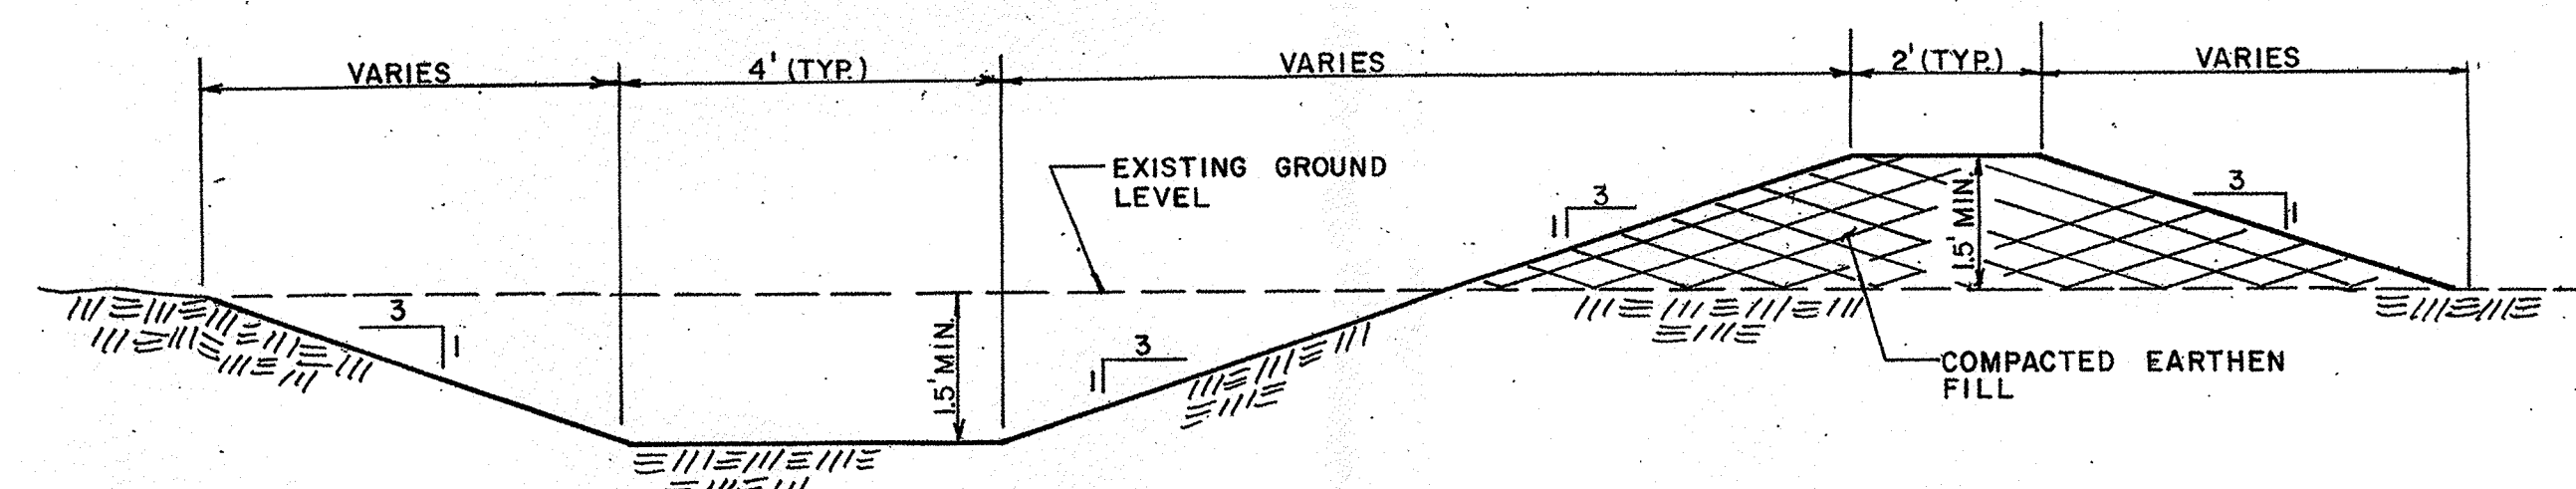 VARIES
4' (TYP.)
VARIES
2' (TYP.)
VARIES
EXISTING GROUND
LEVEL
3
1
3
1
1.5' MIN.
3
1
1.5' MIN.
3
1
COMPACTED EARTHEN
FILL